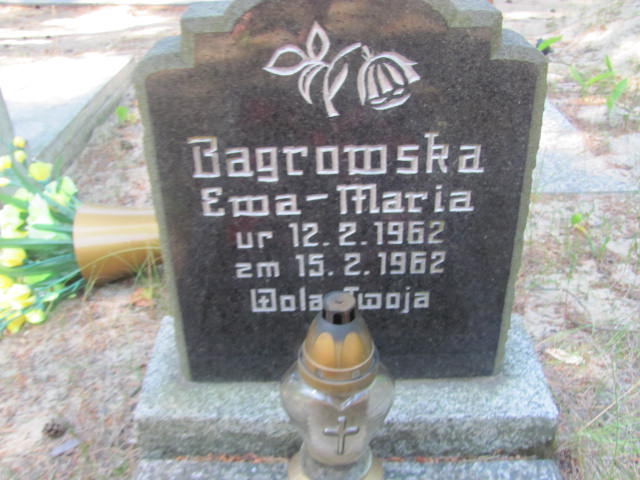 Bagrowska
Ewa-Maria
ur 12.2.1962
zm 15.2.1962
Wola Twoja